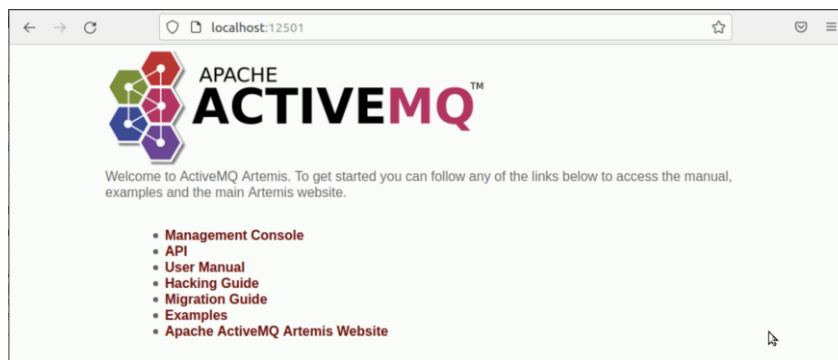 localhost:12501
APACHE
ACTIVEMQ™
Welcome to ActiveMQ Artemis. To get started you can follow any of the links below to access the manual,
examples and the main Artemis website.
• Management Console
• API
• User Manual
• Hacking Guide
• Migration Guide
• Examples
• Apache ActiveMQ Artemis Website